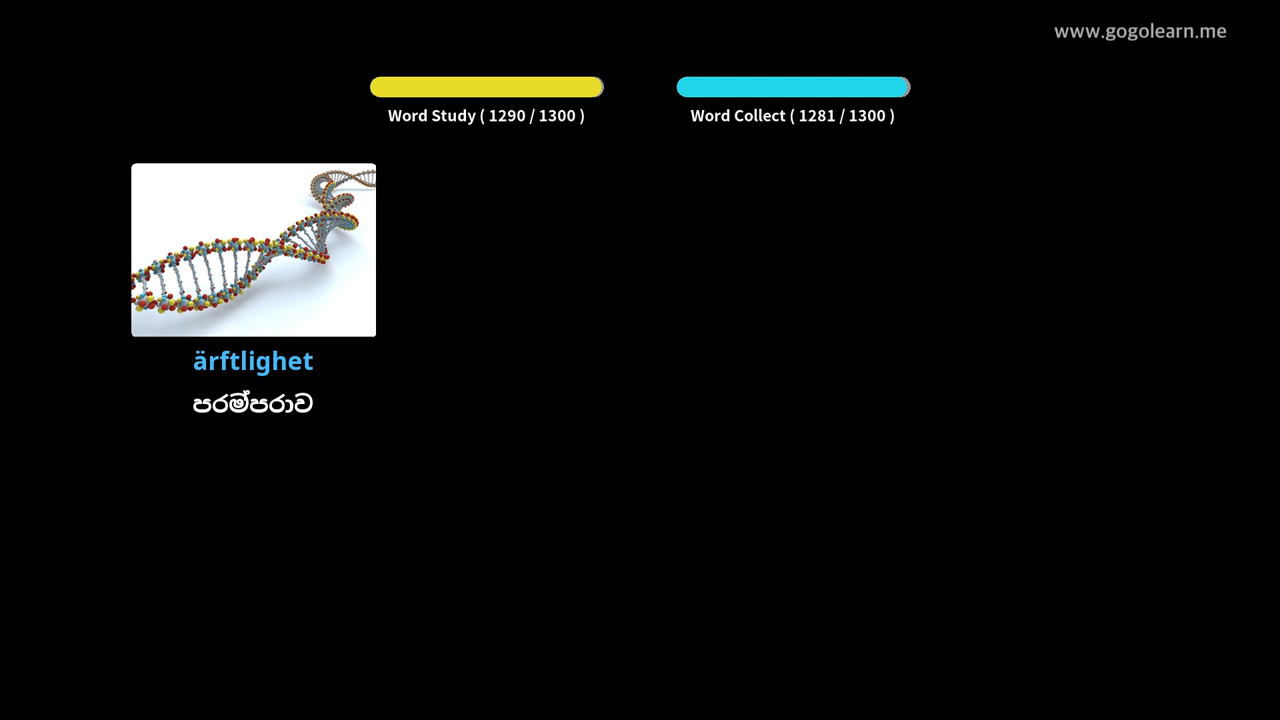 www.gogolearn.me
Word Study ( 1290 / 1300 )
Word Collect ( 1281 / 1300 )
ärftlighet
පරම්පරාව